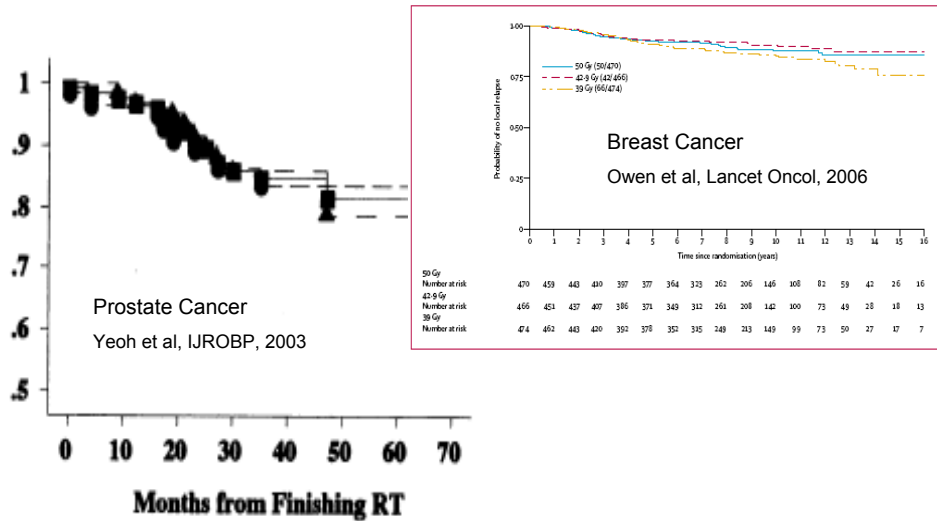 1
.9
.8
.7
.6
.5
0 10 20 30 40 50 60 70
Months from Finishing RT
Prostate Cancer
Yeoh et al, IJROBP, 2003
1·00
0·75
0·50
0·25
0
Probability of no local relapse
50 Gy (50/470)
42·9 Gy (42/466)
39 Gy (66/474)
Breast Cancer
Owen et al, Lancet Oncol, 2006
0 1 2 3 4 5 6 7 8 9 10 11 12 13 14 15 16
Time since randomisation (years)
50 Gy
Number at risk 470 459 443 410 397 377 364 323 262 206 146 108 82 59 42 26 16
42·9 Gy
Number at risk 466 451 437 407 386 371 349 312 261 208 142 100 73 49 28 18 13
39 Gy
Number at risk 474 462 443 420 392 378 352 315 249 213 149 99 73 50 27 17 7